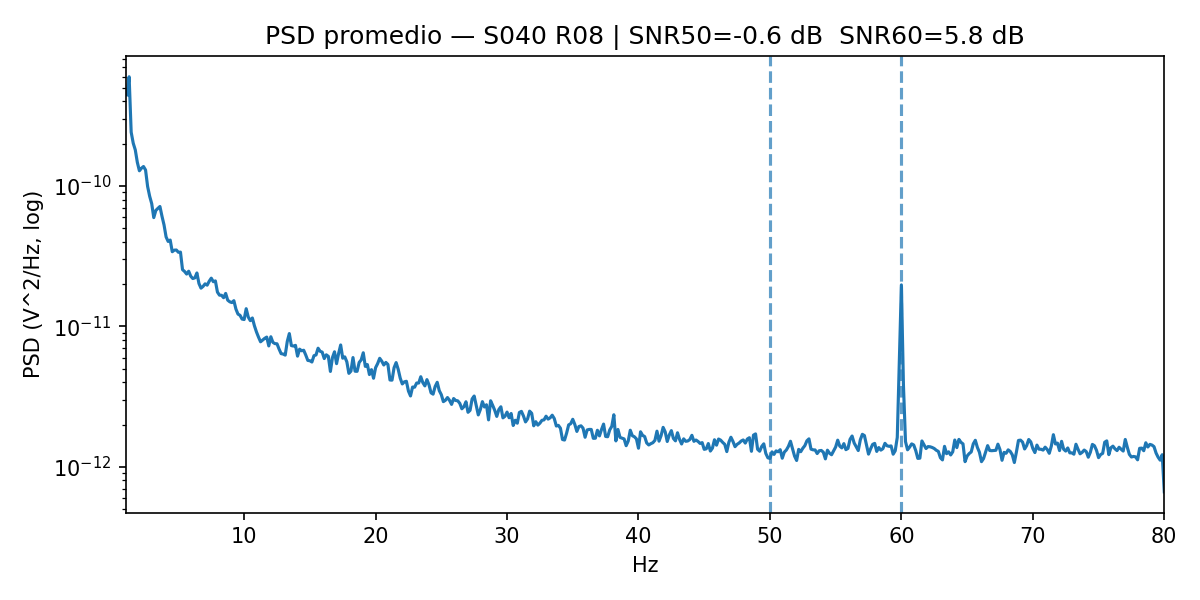 PSD promedio — S040 R08 | SNR50=-0.6 dB  SNR60=5.8 dB
PSD (V^2/Hz, log)
10⁻¹⁰
10⁻¹¹
10⁻¹²
10 20 30 40 50 60 70 80
Hz